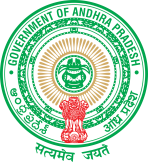 • GOVERNMENT OF ANDHRA PRADESH •
ఆంధ్రప్రదేశ్
आंध्र प्रदेश
सत्यमेव जयते